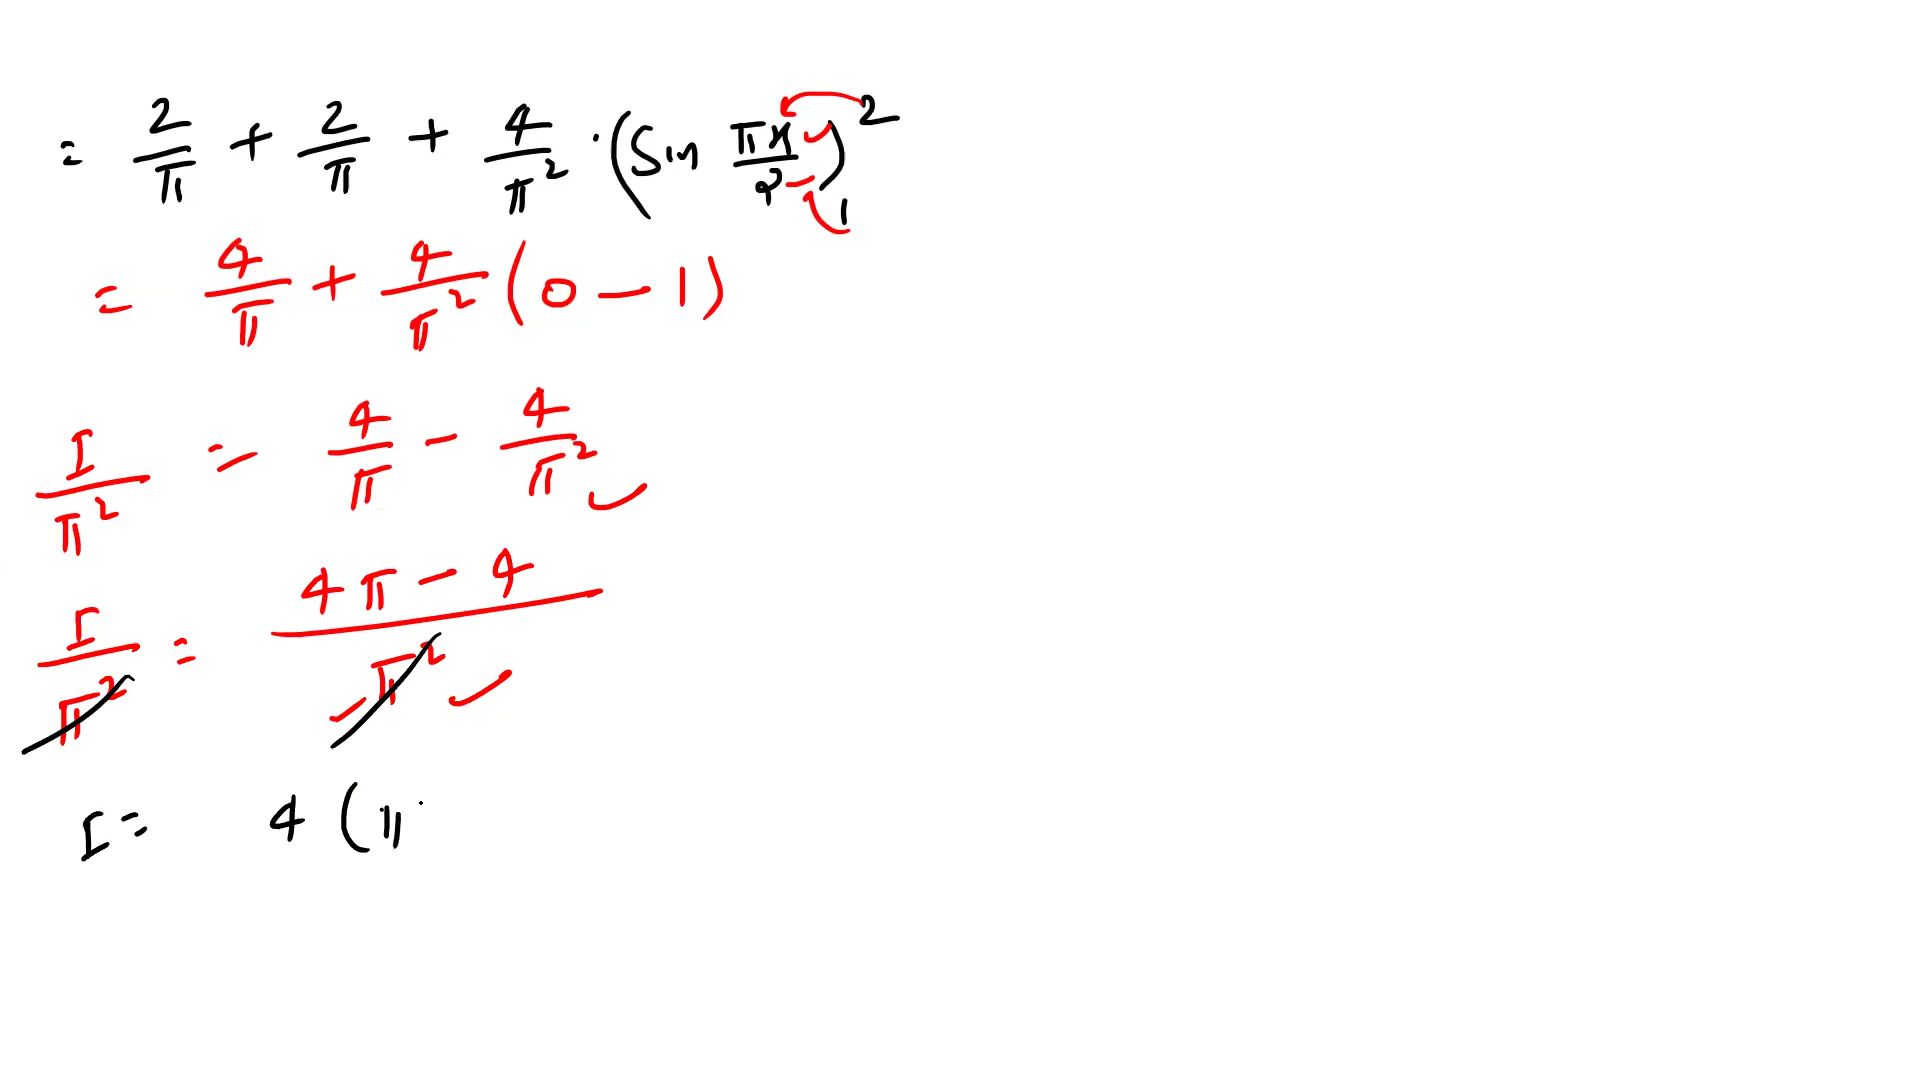 = 2/π + 2/π + 4/π² · (Sin πx/2)²₁
= 4/π + 4/π² (0 - 1)
I/π² = 4/π - 4/π²
I/π² = 4π - 4/π²
I = 4 (π